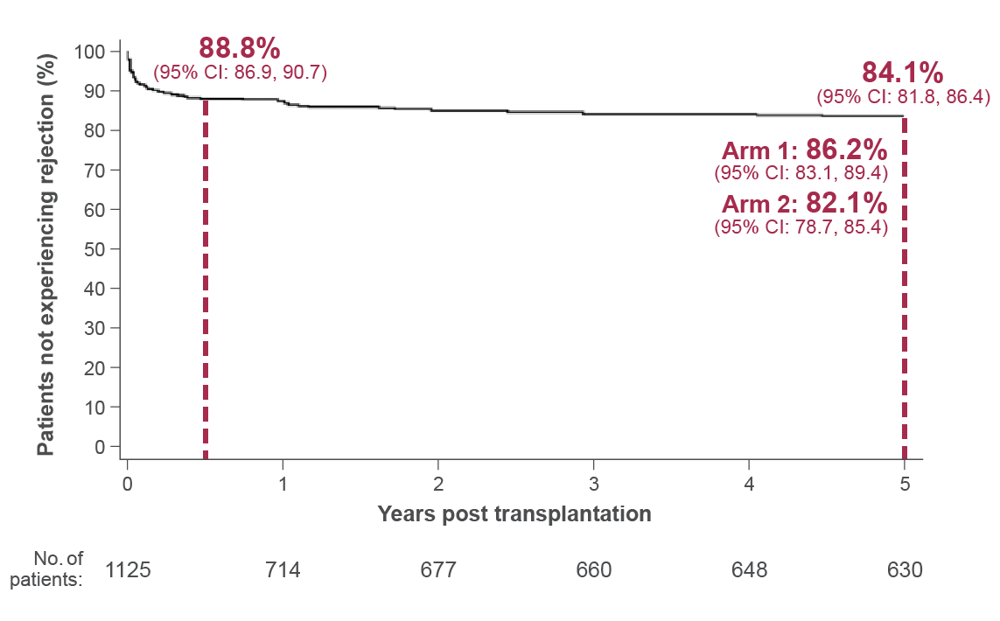 88.8%
(95% CI: 86.9, 90.7)
84.1%
(95% CI: 81.8, 86.4)
Arm 1: 86.2%
(95% CI: 83.1, 89.4)
Arm 2: 82.1%
(95% CI: 78.7, 85.4)
Patients not experiencing rejection (%)
100
90
80
70
60
50
40
30
20
10
0
0 1 2 3 4 5
Years post transplantation
No. of
patients:
1125 714 677 660 648 630